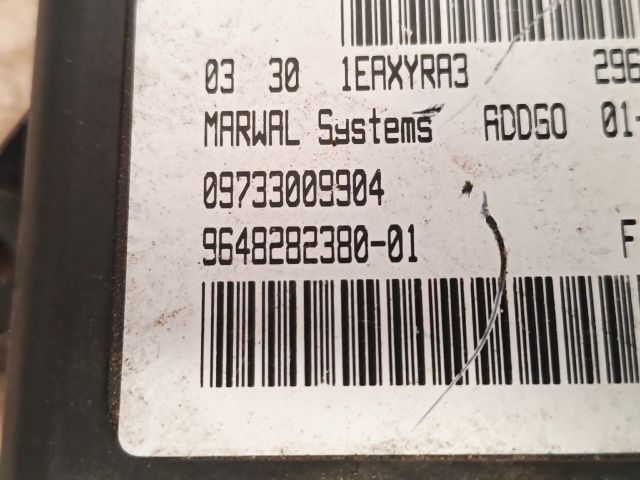 03 30 1EAXYRA3 296
MARWAL Systems ADDGO 01-
09733009904
9648282380-01 F